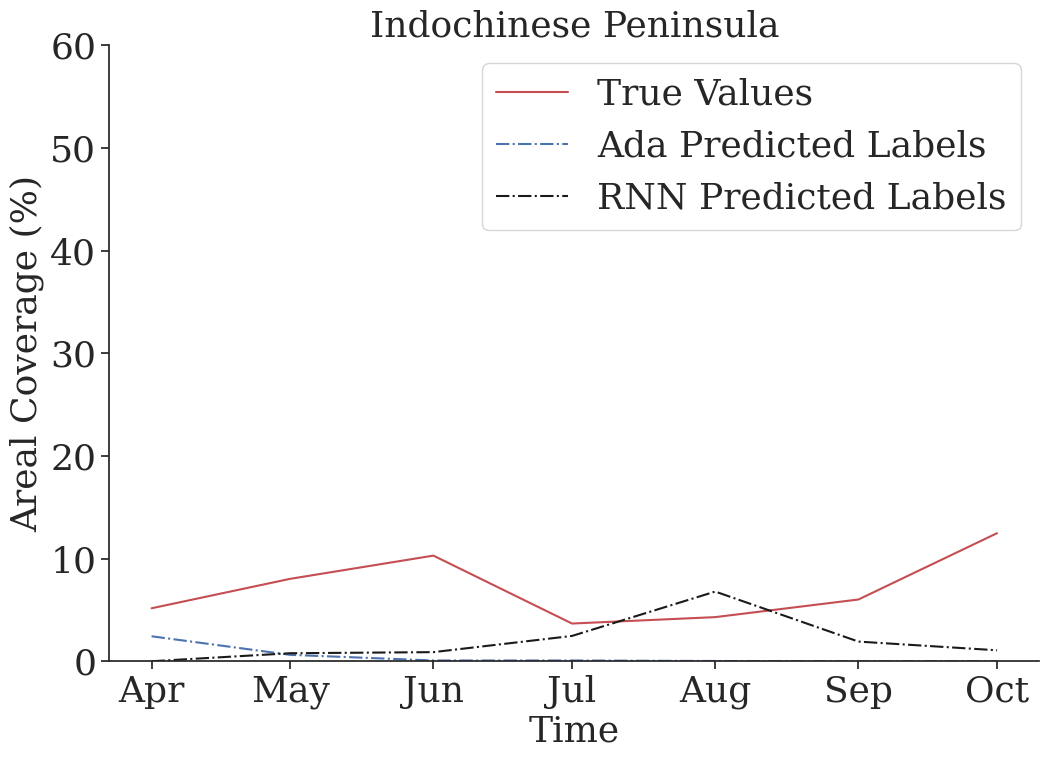 Indochinese Peninsula
60
50
40
30
20
10
0
Areal Coverage (%)
True Values
Ada Predicted Labels
RNN Predicted Labels
Apr May Jun Jul Aug Sep Oct
Time